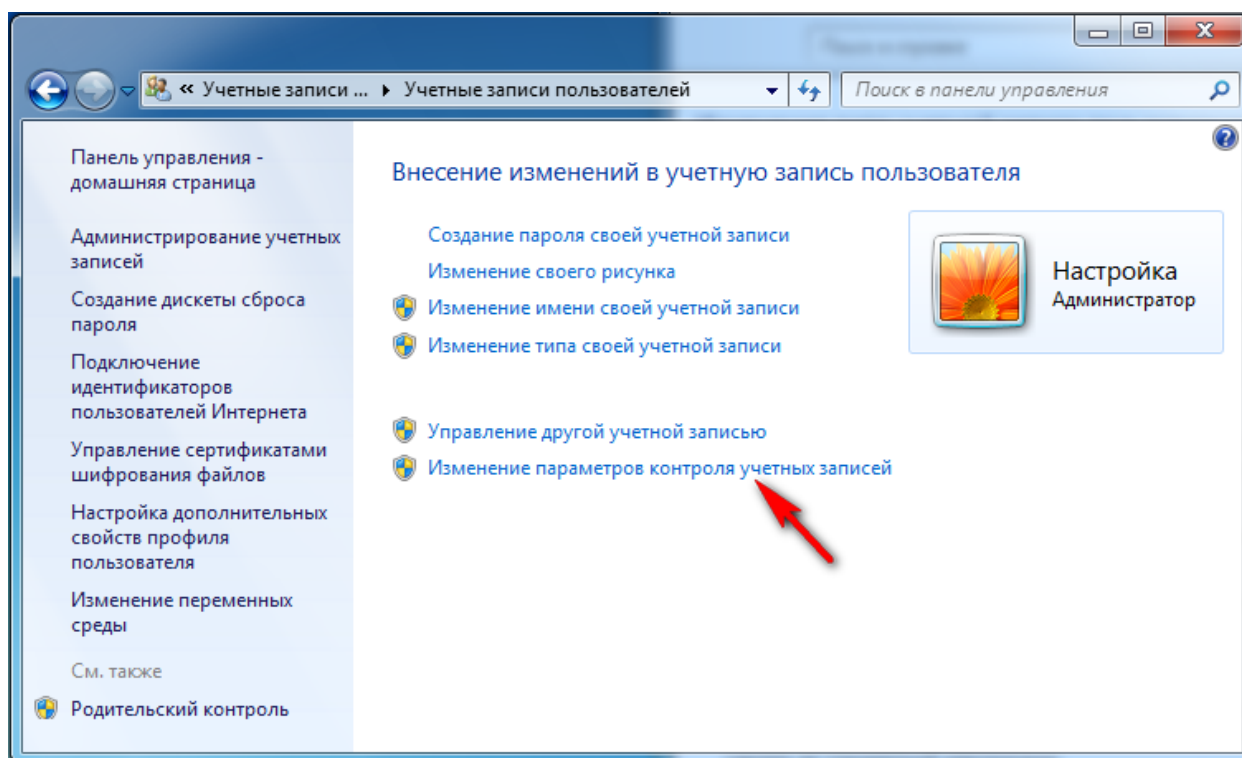 « Учетные записи ... ▸ Учетные записи пользователей
Поиск в панели управления
Панель управления -
домашняя страница
Администрирование учетных
записей
Создание дискеты сброса
пароля
Подключение
идентификаторов
пользователей Интернета
Управление сертификатами
шифрования файлов
Настройка дополнительных
свойств профиля
пользователя
Изменение переменных
среды
См. также
Родительский контроль
Внесение изменений в учетную запись пользователя
Создание пароля своей учетной записи
Изменение своего рисунка
Изменение имени своей учетной записи
Изменение типа своей учетной записи
Управление другой учетной записью
Изменение параметров контроля учетных записей
Настройка
Администратор